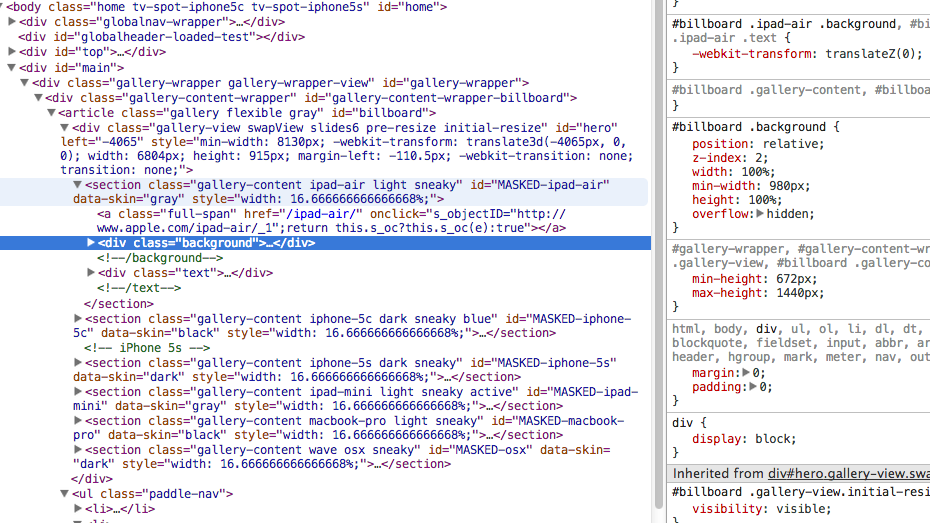 <body class="home tv-spot-iphone5c tv-spot-iphone5s" id="home">
<div class="globalnav-wrapper">…</div>
<div id="globalheader-loaded-test"></div>
<div id="top">…</div>
<div id="main">
<div class="gallery-wrapper gallery-wrapper-view" id="gallery-wrapper">
<div class="gallery-content-wrapper" id="gallery-content-wrapper-billboard">
<article class="gallery flexible gray" id="billboard">
<div class="gallery-view swapView slides6 pre-resize initial-resize" id="hero"
left="-4065" style="min-width: 8130px; -webkit-transform: translate3d(-4065px, 0,
0); width: 6804px; height: 915px; margin-left: -110.5px; -webkit-transition: none;
transition: none;">
<section class="gallery-content ipad-air light sneaky" id="MASKED-ipad-air"
data-skin="gray" style="width: 16.666666666666668%;">
<a class="full-span" href="/ipad-air/" onclick="s_objectID="http://
www.apple.com/ipad-air/_1";return this.s_oc?this.s_oc(e):true"></a>
<div class="background">…</div>
<!--/background-->
<div class="text">…</div>
<!--/text-->
</section>
<section class="gallery-content iphone-5c dark sneaky blue" id="MASKED-iphone-
5c" data-skin="black" style="width: 16.666666666666668%;">…</section>
<!-- iPhone 5s -->
<section class="gallery-content iphone-5s dark sneaky" id="MASKED-iphone-5s"
data-skin="dark" style="width: 16.666666666666668%;">…</section>
<section class="gallery-content ipad-mini light sneaky active" id="MASKED-ipad-
mini" data-skin="gray" style="width: 16.666666666666668%;">…</section>
<section class="gallery-content macbook-pro light sneaky" id="MASKED-macbook-
pro" data-skin="black" style="width: 16.666666666666668%;">…</section>
<section class="gallery-content wave osx sneaky" id="MASKED-osx" data-skin=
"dark" style="width: 16.666666666666668%;">…</section>
</div>
<ul class="paddle-nav">
<li>…</li>
}
#billboard .ipad-air .background, #bi
.ipad-air .text {
-webkit-transform: translateZ(0);
}
#billboard .gallery-content, #billboa
}
#billboard .background {
position: relative;
z-index: 2;
width: 100%;
min-width: 980px;
height: 100%;
overflow: hidden;
}
#gallery-wrapper, #gallery-content-wr
.gallery-view, #billboard .gallery-co
min-height: 672px;
max-height: 1440px;
}
html, body, div, ul, ol, li, dl, dt,
blockquote, fieldset, input, abbr, ar
header, hgroup, mark, meter, nav, out
margin: 0;
padding: 0;
}
div {
display: block;
}
Inherited from div#hero.gallery-view.swa
#billboard .gallery-view.initial-resi
visibility: visible;
}